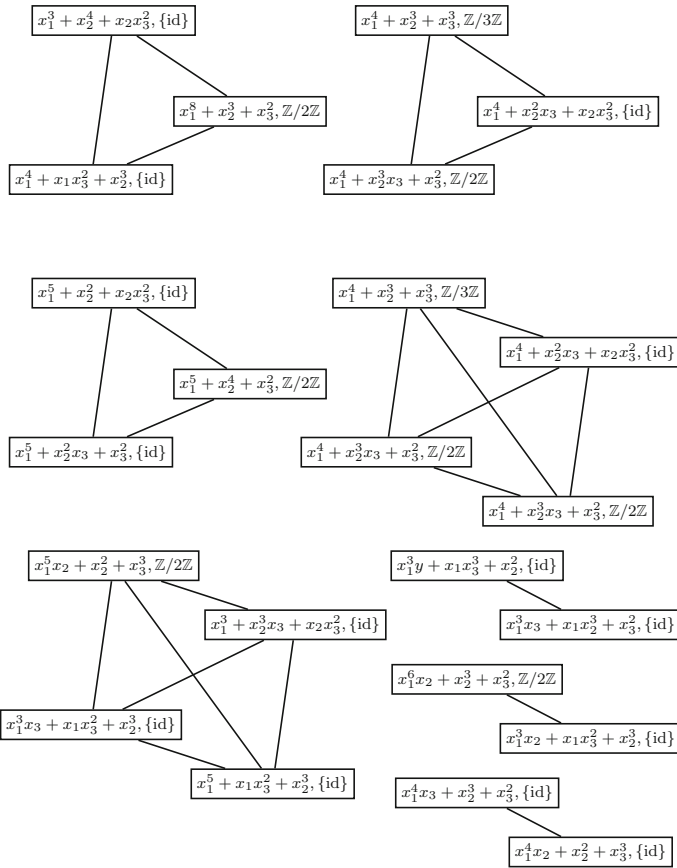 x_1^3 + x_2^4 + x_2x_3^2, {id}
x_1^8 + x_2^3 + x_3^2, ℤ/2ℤ
x_1^4 + x_1x_3^2 + x_2^3, {id}
x_1^4 + x_2^3 + x_3^3, ℤ/3ℤ
x_1^4 + x_2^2x_3 + x_2x_3^2, {id}
x_1^4 + x_2^3x_3 + x_3^2, ℤ/2ℤ
x_1^5 + x_2^2 + x_2x_3^2, {id}
x_1^5 + x_2^4 + x_3^2, ℤ/2ℤ
x_1^5 + x_2^2x_3 + x_3^2, {id}
x_1^4 + x_2^3 + x_3^3, ℤ/3ℤ
x_1^4 + x_2^2x_3 + x_2x_3^2, {id}
x_1^4 + x_2^3x_3 + x_3^2, ℤ/2ℤ
x_1^4 + x_2^3x_3 + x_3^2, ℤ/2ℤ
x_1^5x_2 + x_2^2 + x_3^3, ℤ/2ℤ
x_1^3 + x_2^3x_3 + x_2x_3^2, {id}
x_1^3x_3 + x_1x_3^2 + x_2^3, {id}
x_1^5 + x_1x_3^2 + x_2^3, {id}
x_1^3y + x_1x_3^3 + x_2^2, {id}
x_1^3x_3 + x_1x_2^3 + x_3^2, {id}
x_1^6x_2 + x_2^3 + x_3^2, ℤ/2ℤ
x_1^3x_2 + x_1x_3^2 + x_2^3, {id}
x_1^4x_3 + x_2^3 + x_3^2, {id}
x_1^4x_2 + x_2^2 + x_3^3, {id}